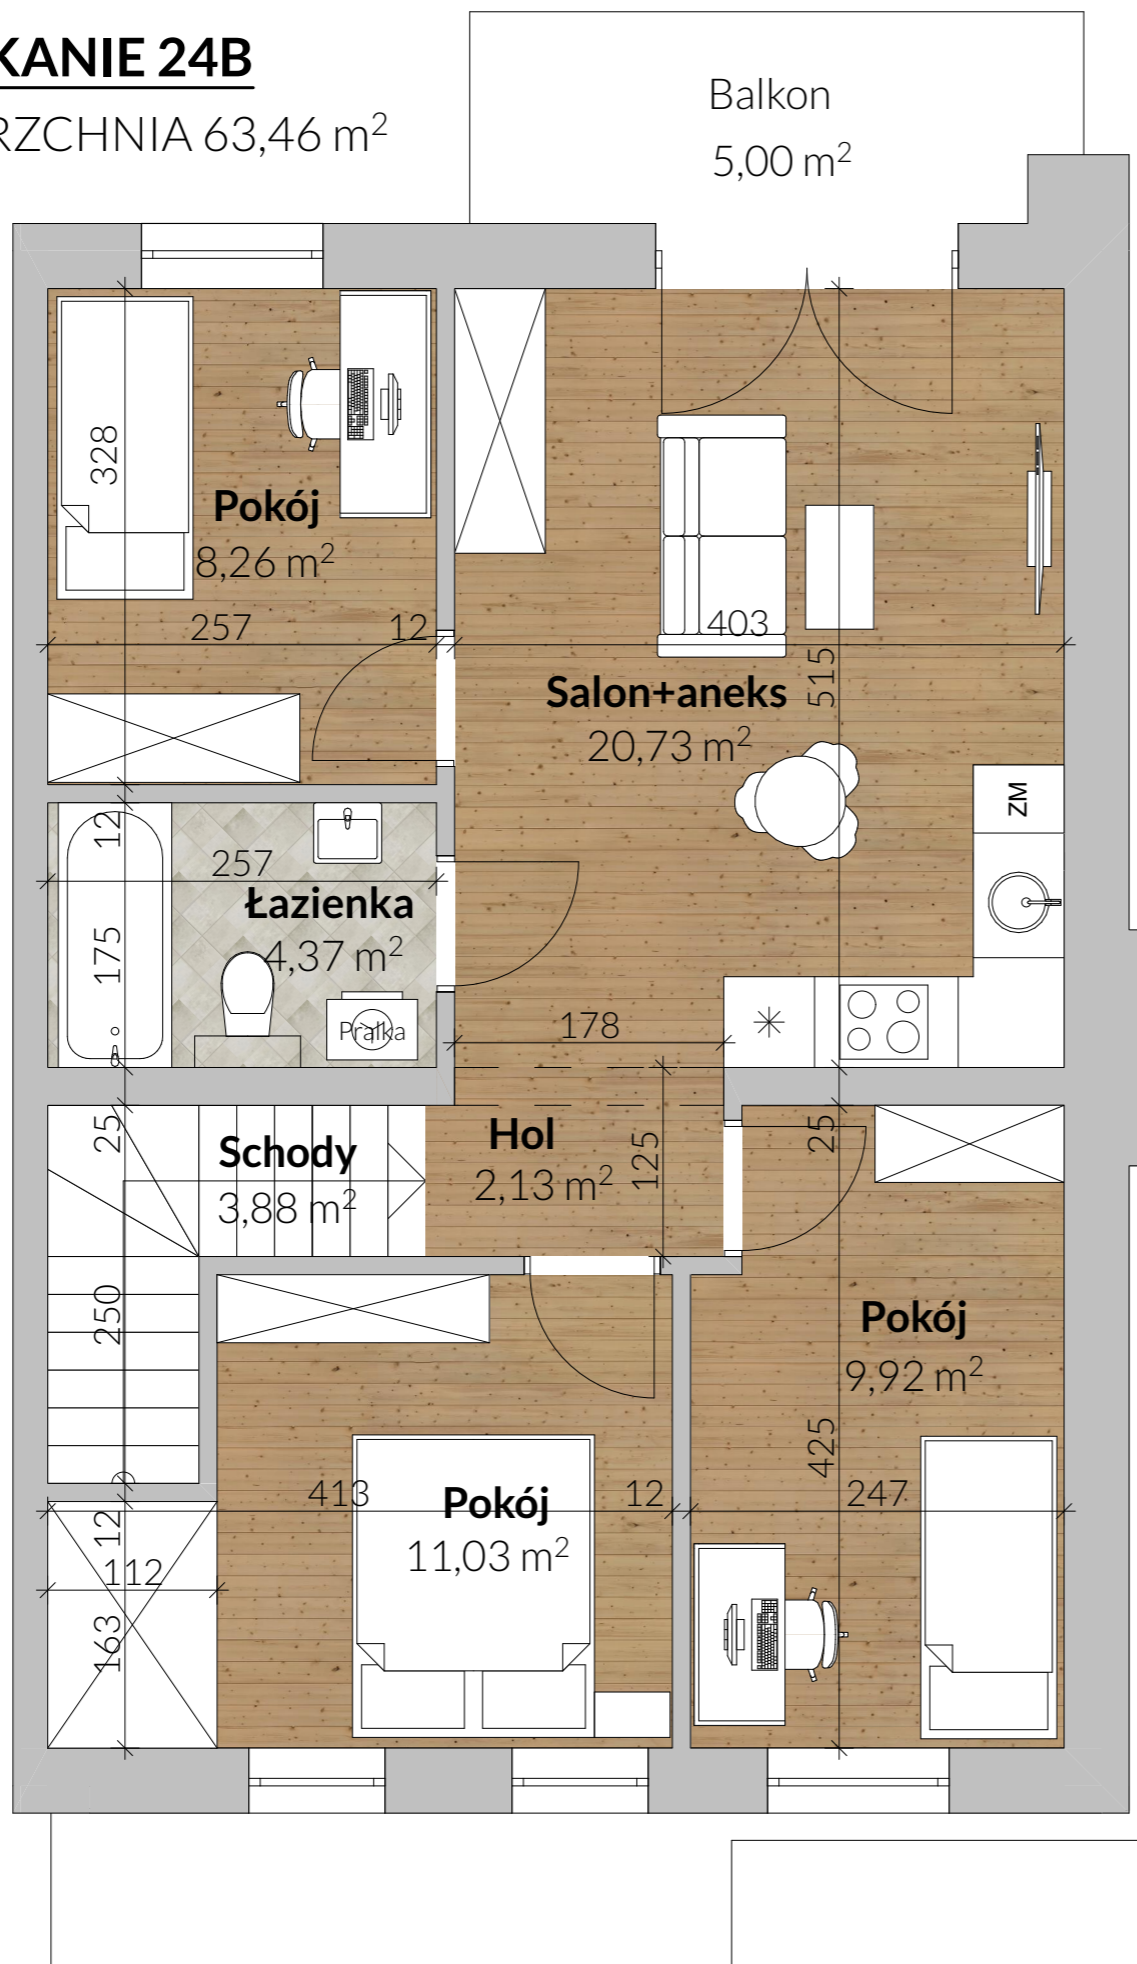 KANIE 24B
RZCHNIA 63,46 m²
Balkon
5,00 m²
328
Pokój
8,26 m²
257
12
403
515
Salon+aneks
20,73 m²
ZM
12
257
Łazienka
4,37 m²
175
Pralka
178
25
Schody
3,88 m²
Hol
2,13 m²
125
25
250
Pokój
9,92 m²
425
413
Pokój
11,03 m²
12
247
12
112
163